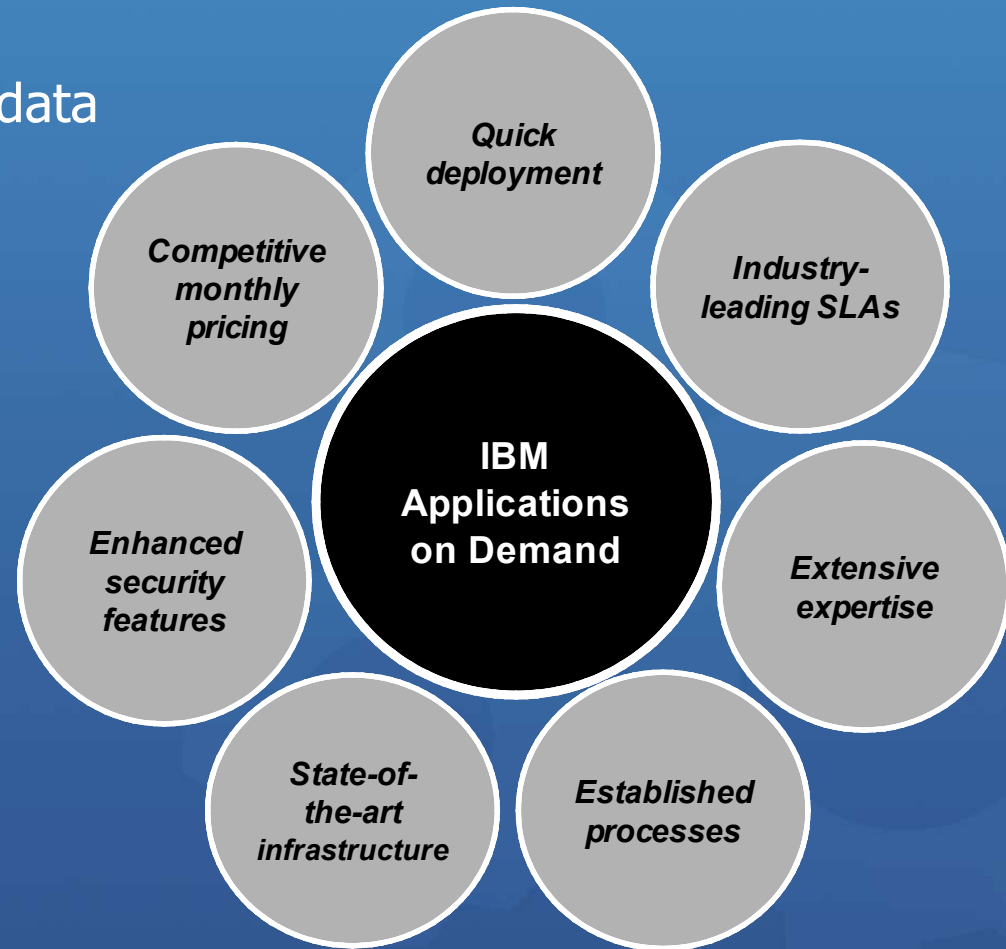 data
Quick
deployment
Competitive
monthly
pricing
Industry-
leading SLAs
IBM
Applications
on Demand
Enhanced
security
features
Extensive
expertise
State-of-
the-art
infrastructure
Established
processes